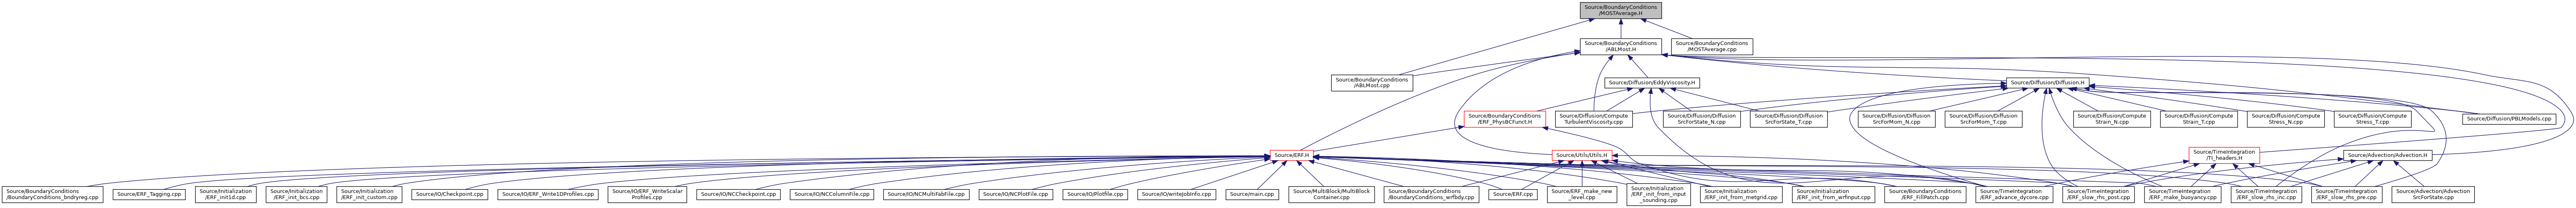 Source/BoundaryConditions
/MOSTAverage.H
Source/BoundaryConditions
/ABLMost.H
Source/BoundaryConditions
/MOSTAverage.cpp
Source/BoundaryConditions
/ABLMost.cpp
Source/Diffusion/EddyViscosity.H
Source/Diffusion/Diffusion.H
Source/BoundaryConditions
/ERF_PhysBCFunct.H
Source/Diffusion/Compute
TurbulentViscosity.cpp
Source/Diffusion/Diffusion
SrcForState_N.cpp
Source/Diffusion/Diffusion
SrcForState_T.cpp
Source/Diffusion/Diffusion
SrcForMom_N.cpp
Source/Diffusion/Diffusion
SrcForMom_T.cpp
Source/Diffusion/Compute
Strain_N.cpp
Source/Diffusion/Compute
Strain_T.cpp
Source/Diffusion/Compute
Stress_N.cpp
Source/Diffusion/Compute
Stress_T.cpp
Source/Diffusion/PBLModels.cpp
Source/ERF.H
Source/Utils/Utils.H
Source/TimeIntegration
/TI_headers.H
Source/Advection/Advection.H
Source/BoundaryConditions
/BoundaryConditions_bndryreg.cpp
Source/ERF_Tagging.cpp
Source/Initialization
/ERF_init1d.cpp
Source/Initialization
/ERF_init_bcs.cpp
Source/Initialization
/ERF_init_custom.cpp
Source/IO/Checkpoint.cpp
Source/IO/ERF_Write1DProfiles.cpp
Source/IO/ERF_WriteScalar
Profiles.cpp
Source/IO/NCCheckpoint.cpp
Source/IO/NCColumnFile.cpp
Source/IO/NCMultiFabFile.cpp
Source/IO/NCPlotFile.cpp
Source/IO/Plotfile.cpp
Source/IO/writeJobInfo.cpp
Source/main.cpp
Source/MultiBlock/MultiBlock
Container.cpp
Source/BoundaryConditions
/BoundaryConditions_wrfbdy.cpp
Source/ERF.cpp
Source/ERF_make_new
_level.cpp
Source/Initialization
/ERF_init_from_input
_sounding.cpp
Source/Initialization
/ERF_init_from_metgrid.cpp
Source/Initialization
/ERF_init_from_wrfinput.cpp
Source/BoundaryConditions
/ERF_FillPatch.cpp
Source/TimeIntegration
/ERF_advance_dycore.cpp
Source/TimeIntegration
/ERF_slow_rhs_post.cpp
Source/TimeIntegration
/ERF_make_buoyancy.cpp
Source/TimeIntegration
/ERF_slow_rhs_inc.cpp
Source/TimeIntegration
/ERF_slow_rhs_pre.cpp
Source/Advection/Advection
SrcForState.cpp